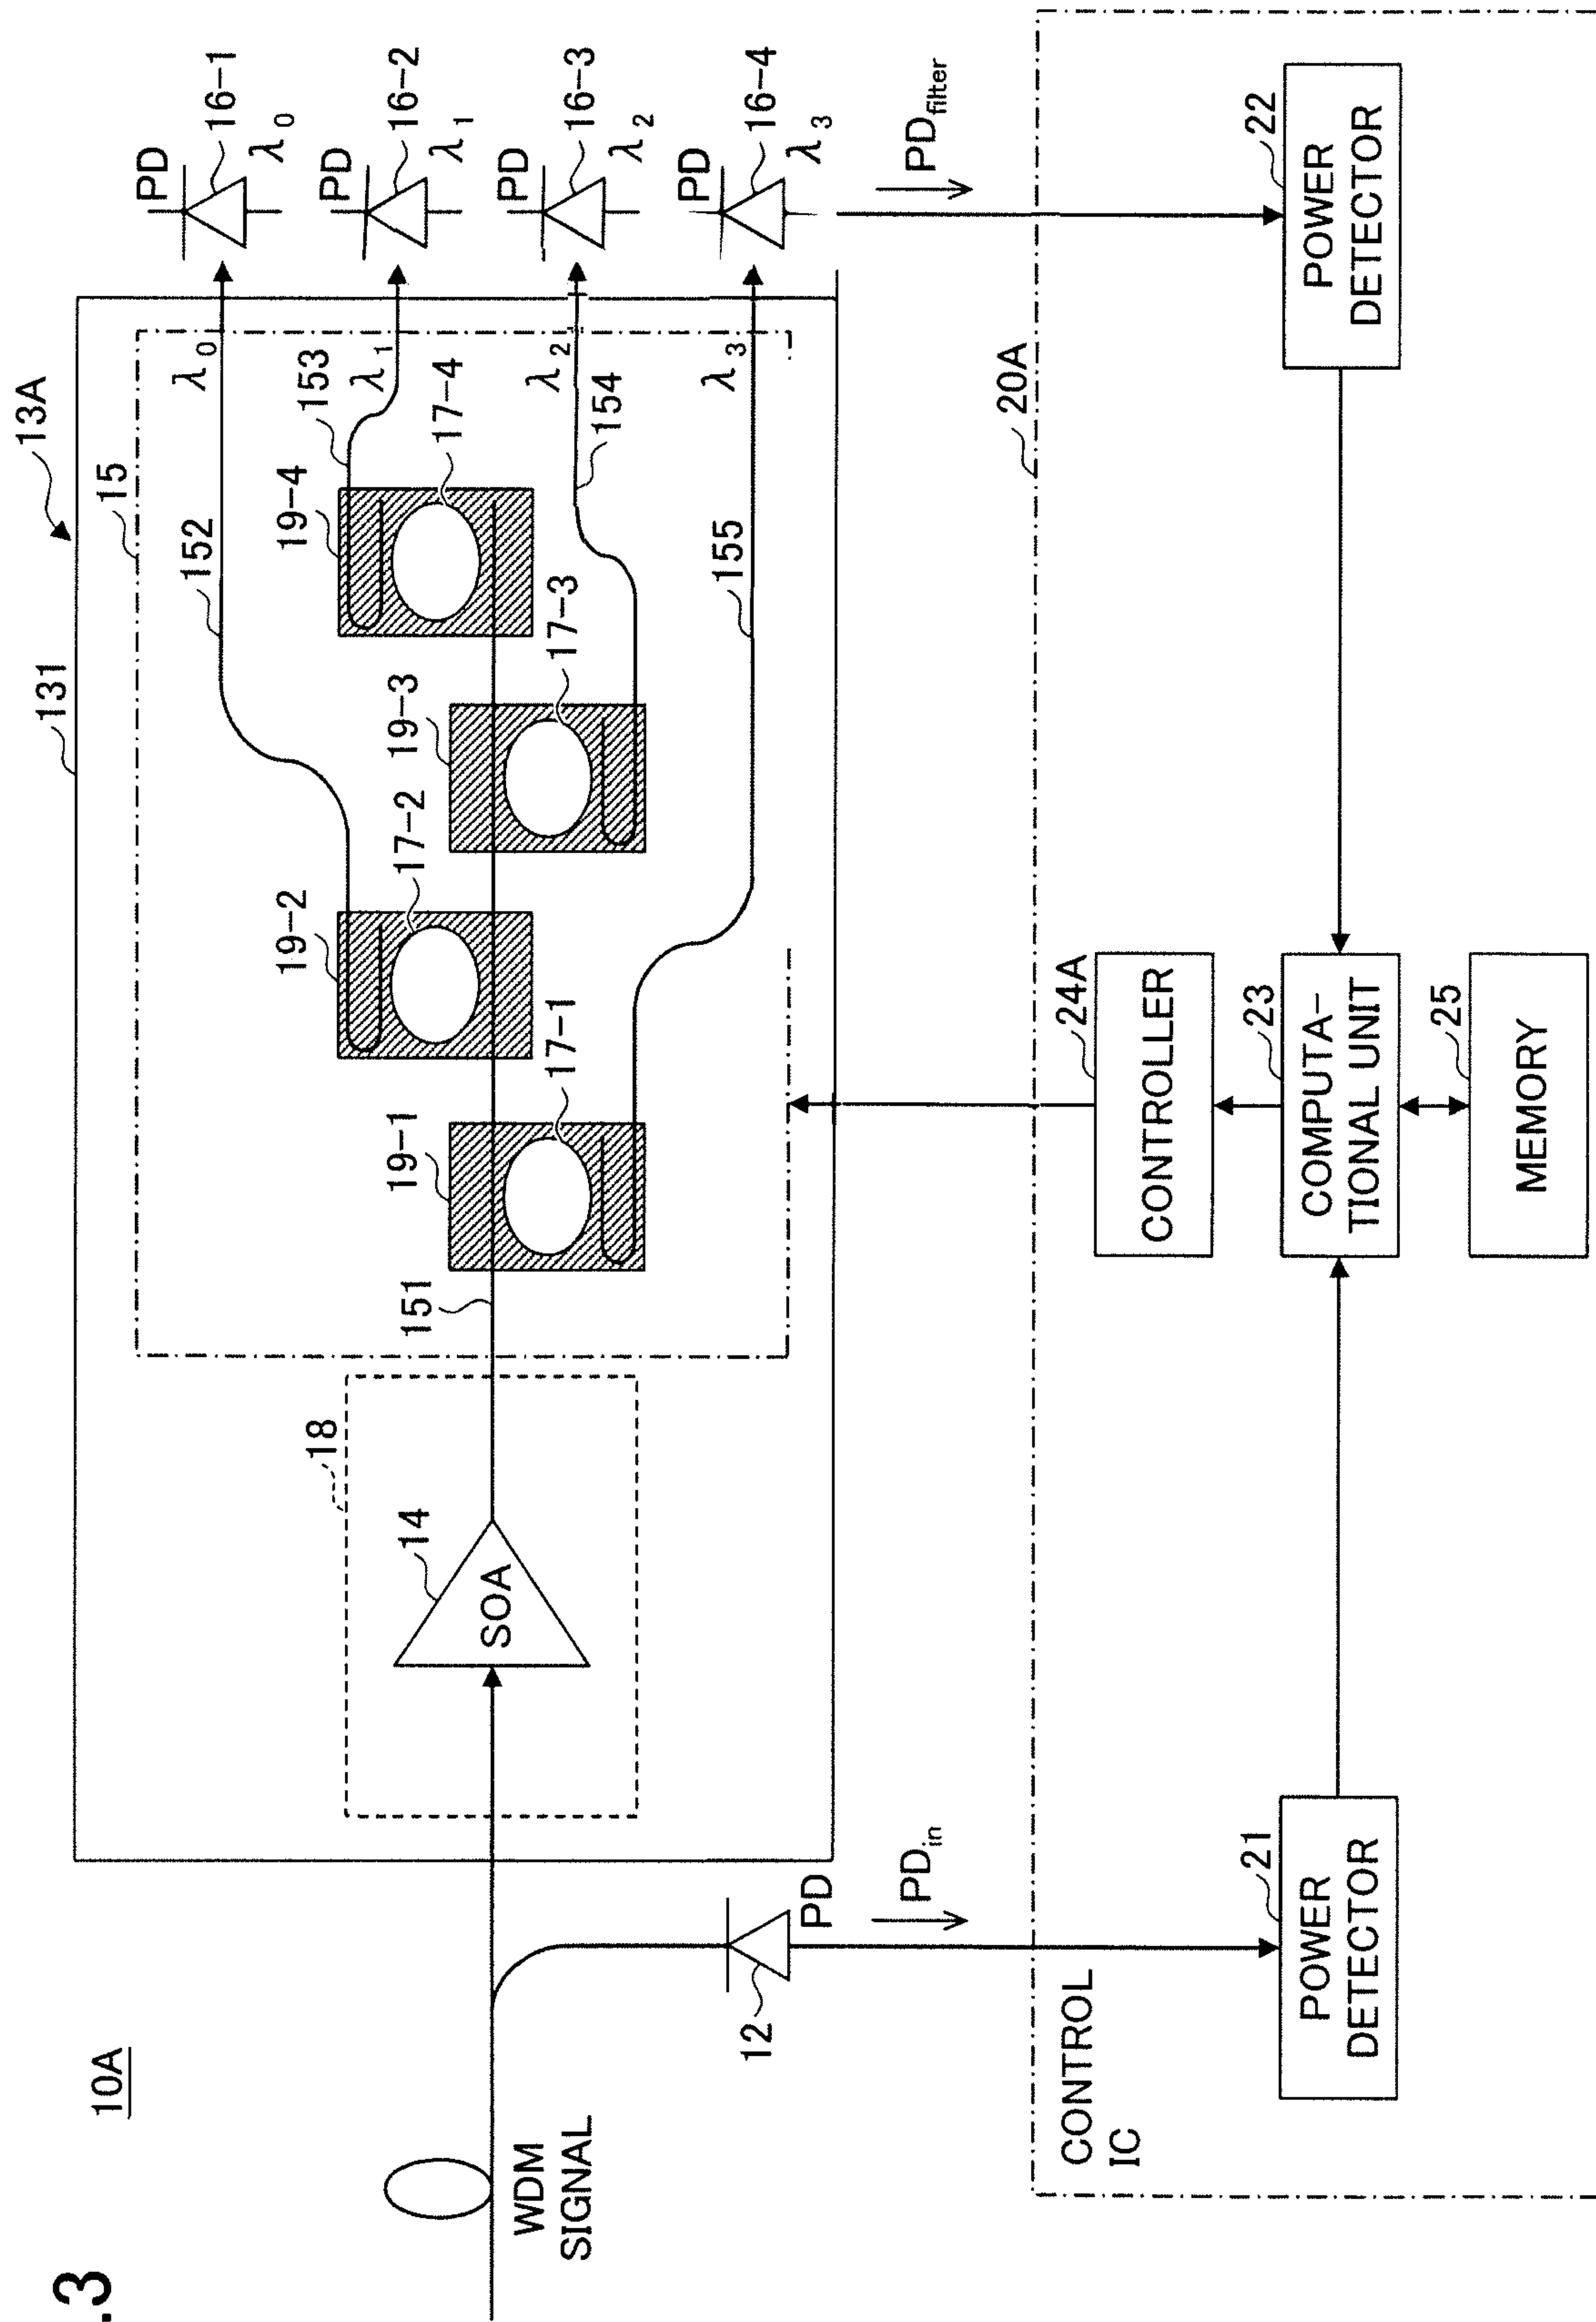 .3
10A
13A
131
15
152
λ0
PD
16-1
λ0
19-4
153
λ1
PD
16-2
λ1
17-4
19-2
19-3
17-2
17-3
154
λ2
PD
16-3
λ2
18
14
SOA
151
19-1
17-1
155
λ3
PD
16-4
λ3
WDM
SIGNAL
12
PD
PDin
PDfilter
20A
CONTROL
IC
21
POWER
DETECTOR
24A
CONTROLLER
23
COMPUTA-
TIONAL UNIT
25
MEMORY
22
POWER
DETECTOR